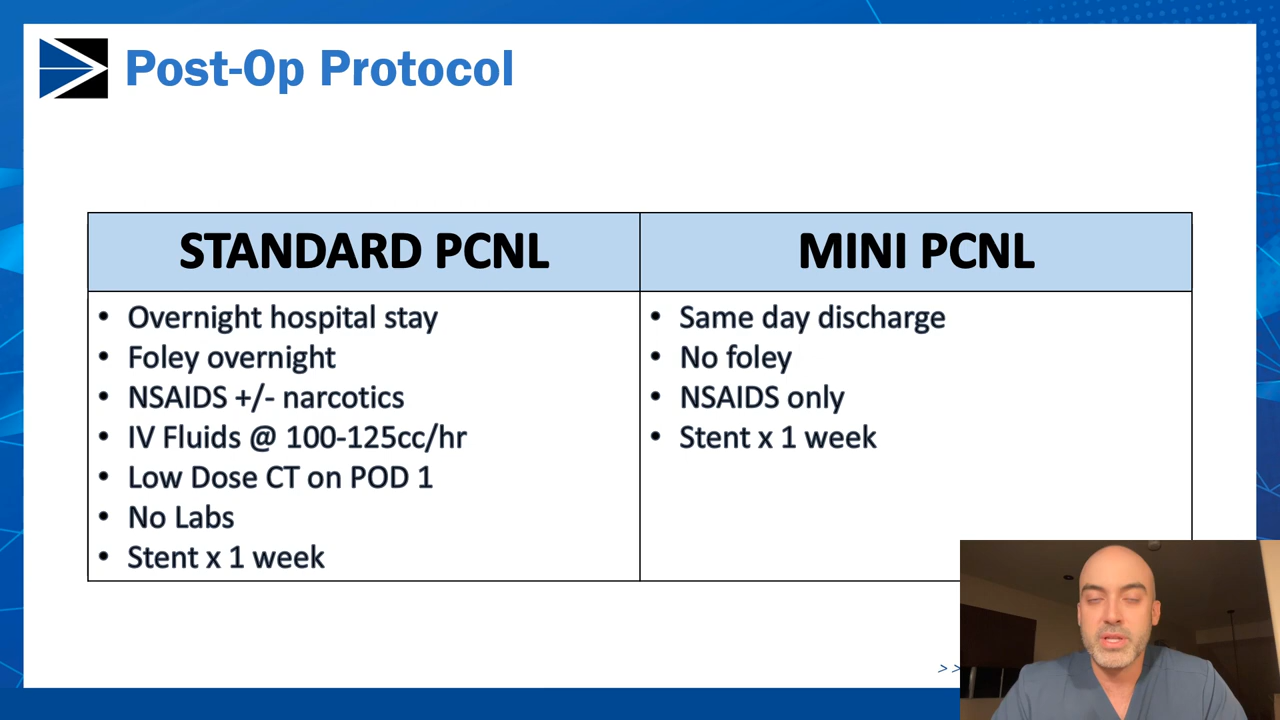 Post-Op Protocol
STANDARD PCNL
• Overnight hospital stay
• Foley overnight
• NSAIDS +/- narcotics
• IV Fluids @ 100-125cc/hr
• Low Dose CT on POD 1
• No Labs
• Stent x 1 week
MINI PCNL
• Same day discharge
• No foley
• NSAIDS only
• Stent x 1 week
>>